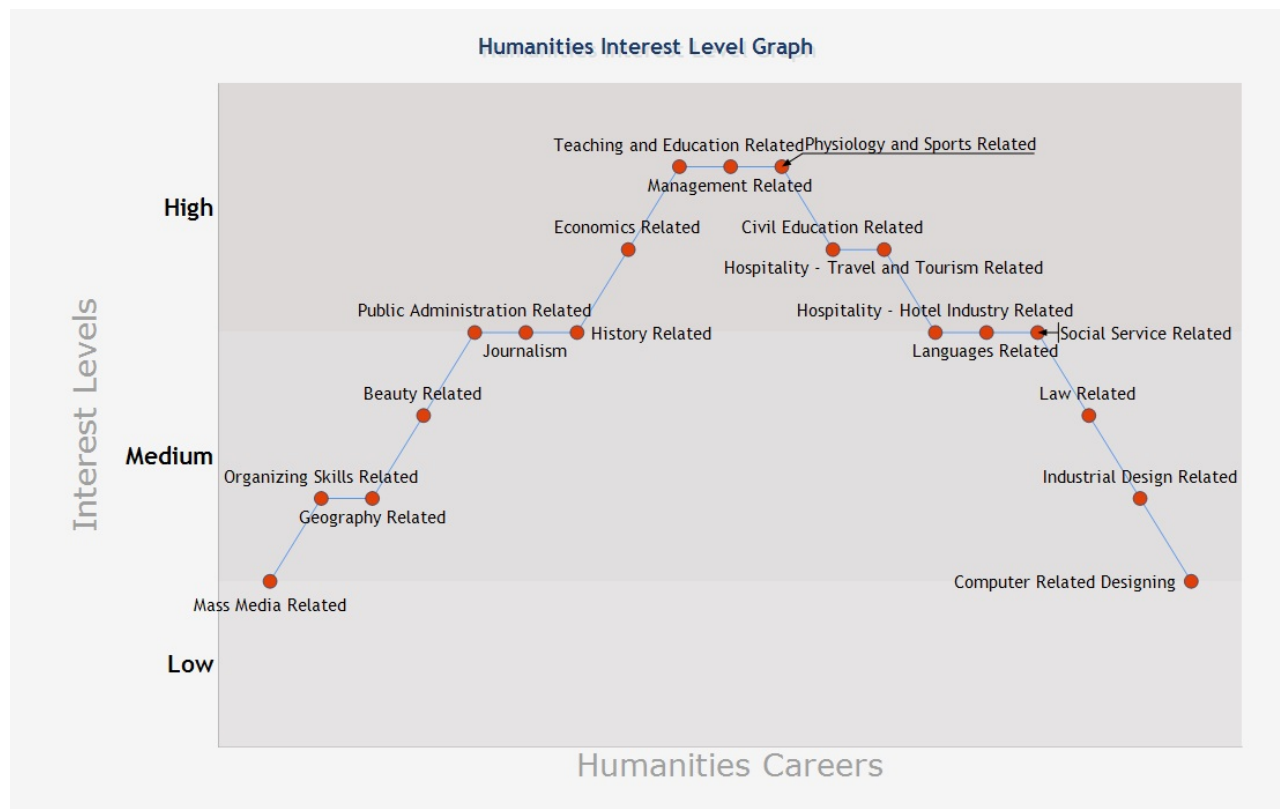 Humanities Interest Level Graph
Teaching and Education Related
Physiology and Sports Related
Management Related
High
Economics Related
Civil Education Related
Hospitality - Travel and Tourism Related
Public Administration Related
Hospitality - Hotel Industry Related
History Related
Social Service Related
Journalism
Languages Related
Interest Levels
Beauty Related
Law Related
Medium
Organizing Skills Related
Industrial Design Related
Geography Related
Computer Related Designing
Mass Media Related
Low
Humanities Careers